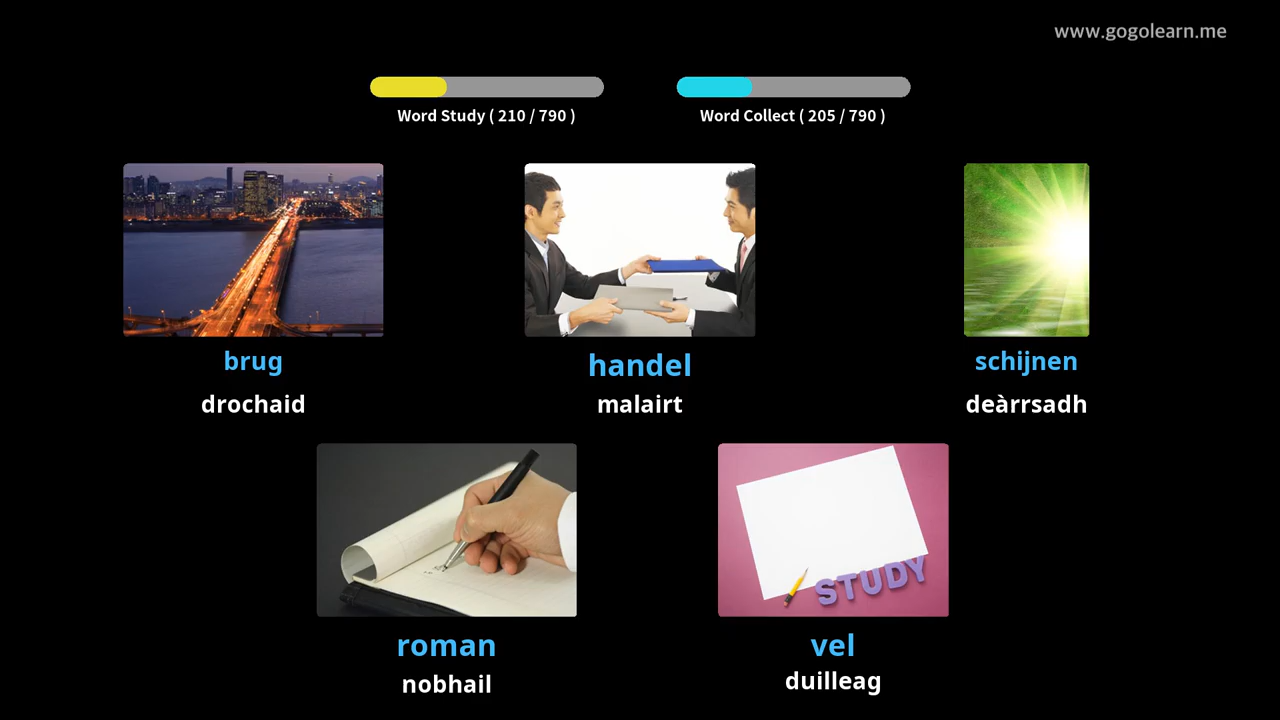 www.gogolearn.me
Word Study ( 210 / 790 )
Word Collect ( 205 / 790 )
brug
handel
schijnen
drochaid
malairt
deàrrsadh
STUDY
roman
vel
nobhail
duilleag